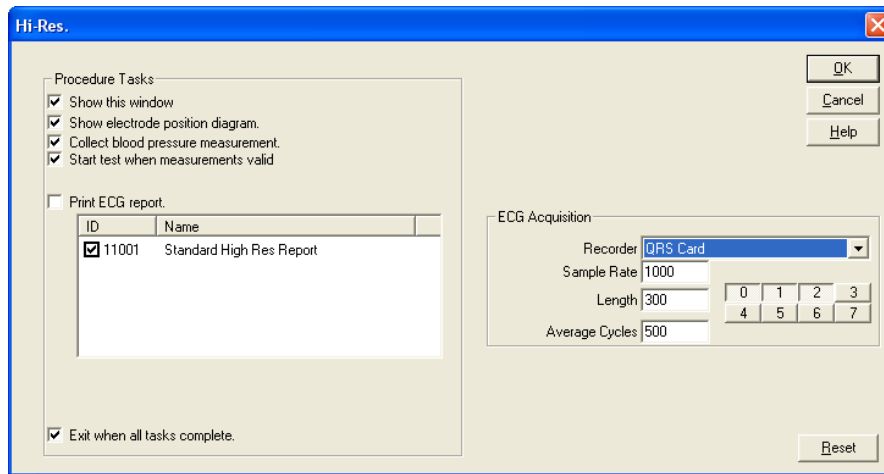 Hi-Res.
Procedure Tasks
Show this window
Show electrode position diagram.
Collect blood pressure measurement.
Start test when measurements valid
Print ECG report.
ID Name
11001 Standard High Res Report
Exit when all tasks complete.
OK
Cancel
Help
ECG Acquisition
Recorder QRS Card
Sample Rate 1000
Length 300
Average Cycles 500
0 1 2 3
4 5 6 7
Reset